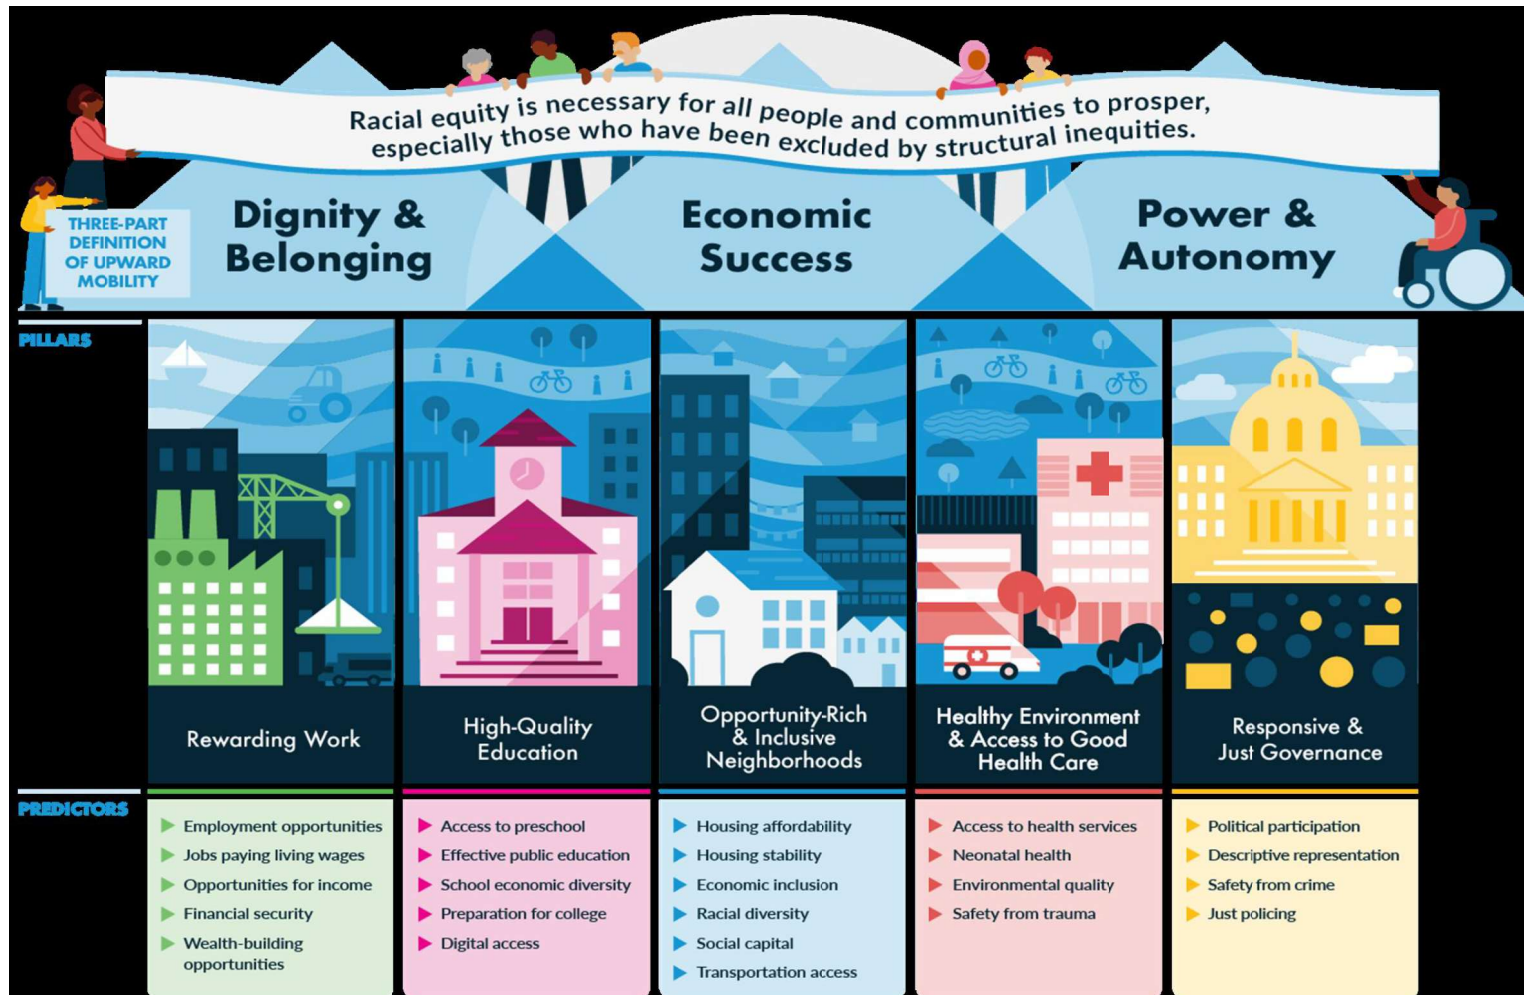 Racial equity is necessary for all people and communities to prosper,
especially those who have been excluded by structural inequities.
THREE-PART
DEFINITION
OF UPWARD
MOBILITY
Dignity &
Belonging
Economic
Success
Power &
Autonomy
PILLARS
Rewarding Work
High-Quality
Education
Opportunity-Rich
& Inclusive
Neighborhoods
Healthy Environment
& Access to Good
Health Care
Responsive &
Just Governance
PREDICTORS
Employment opportunities
Jobs paying living wages
Opportunities for income
Financial security
Wealth-building
opportunities
Access to preschool
Effective public education
School economic diversity
Preparation for college
Digital access
Housing affordability
Housing stability
Economic inclusion
Racial diversity
Social capital
Transportation access
Access to health services
Neonatal health
Environmental quality
Safety from trauma
Political participation
Descriptive representation
Safety from crime
Just policing